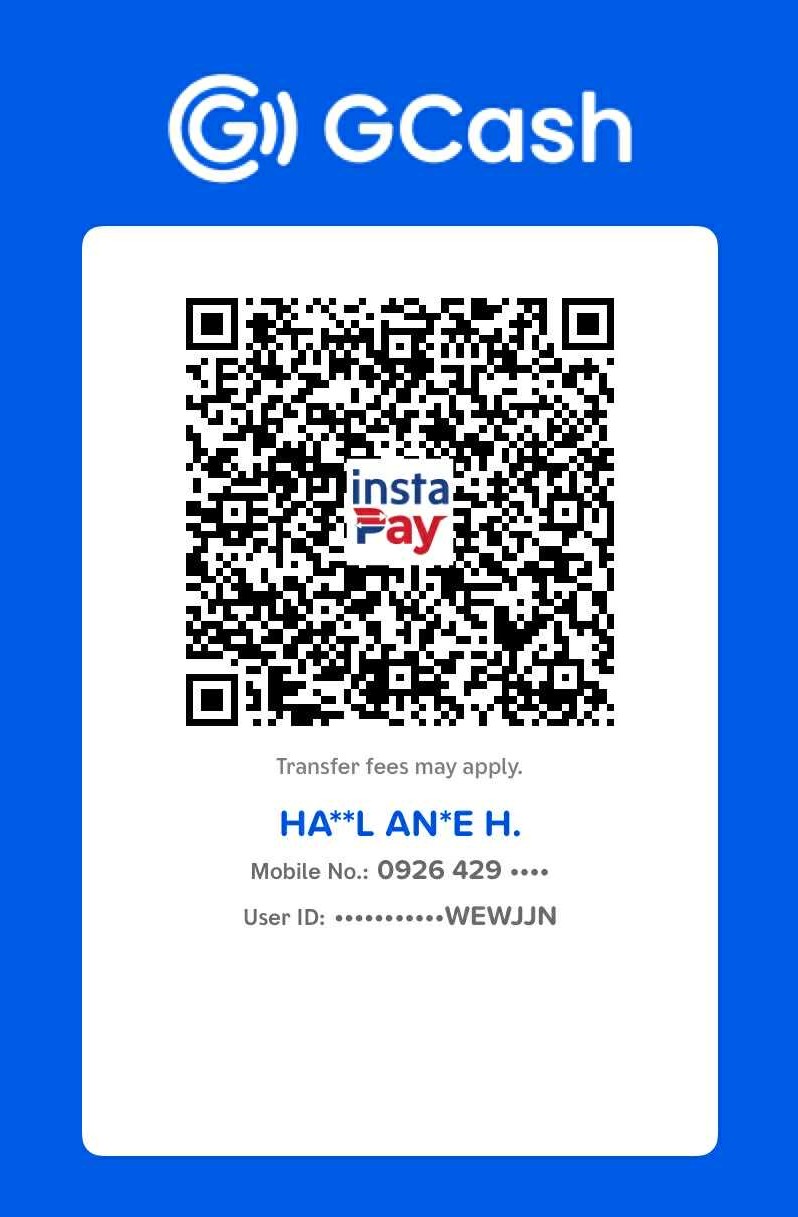 GCash
insta
Pay
Transfer fees may apply.
HA**L AN*E H.
Mobile No.: 0926 429 ••••
User ID: •••••••••••WEWJJN